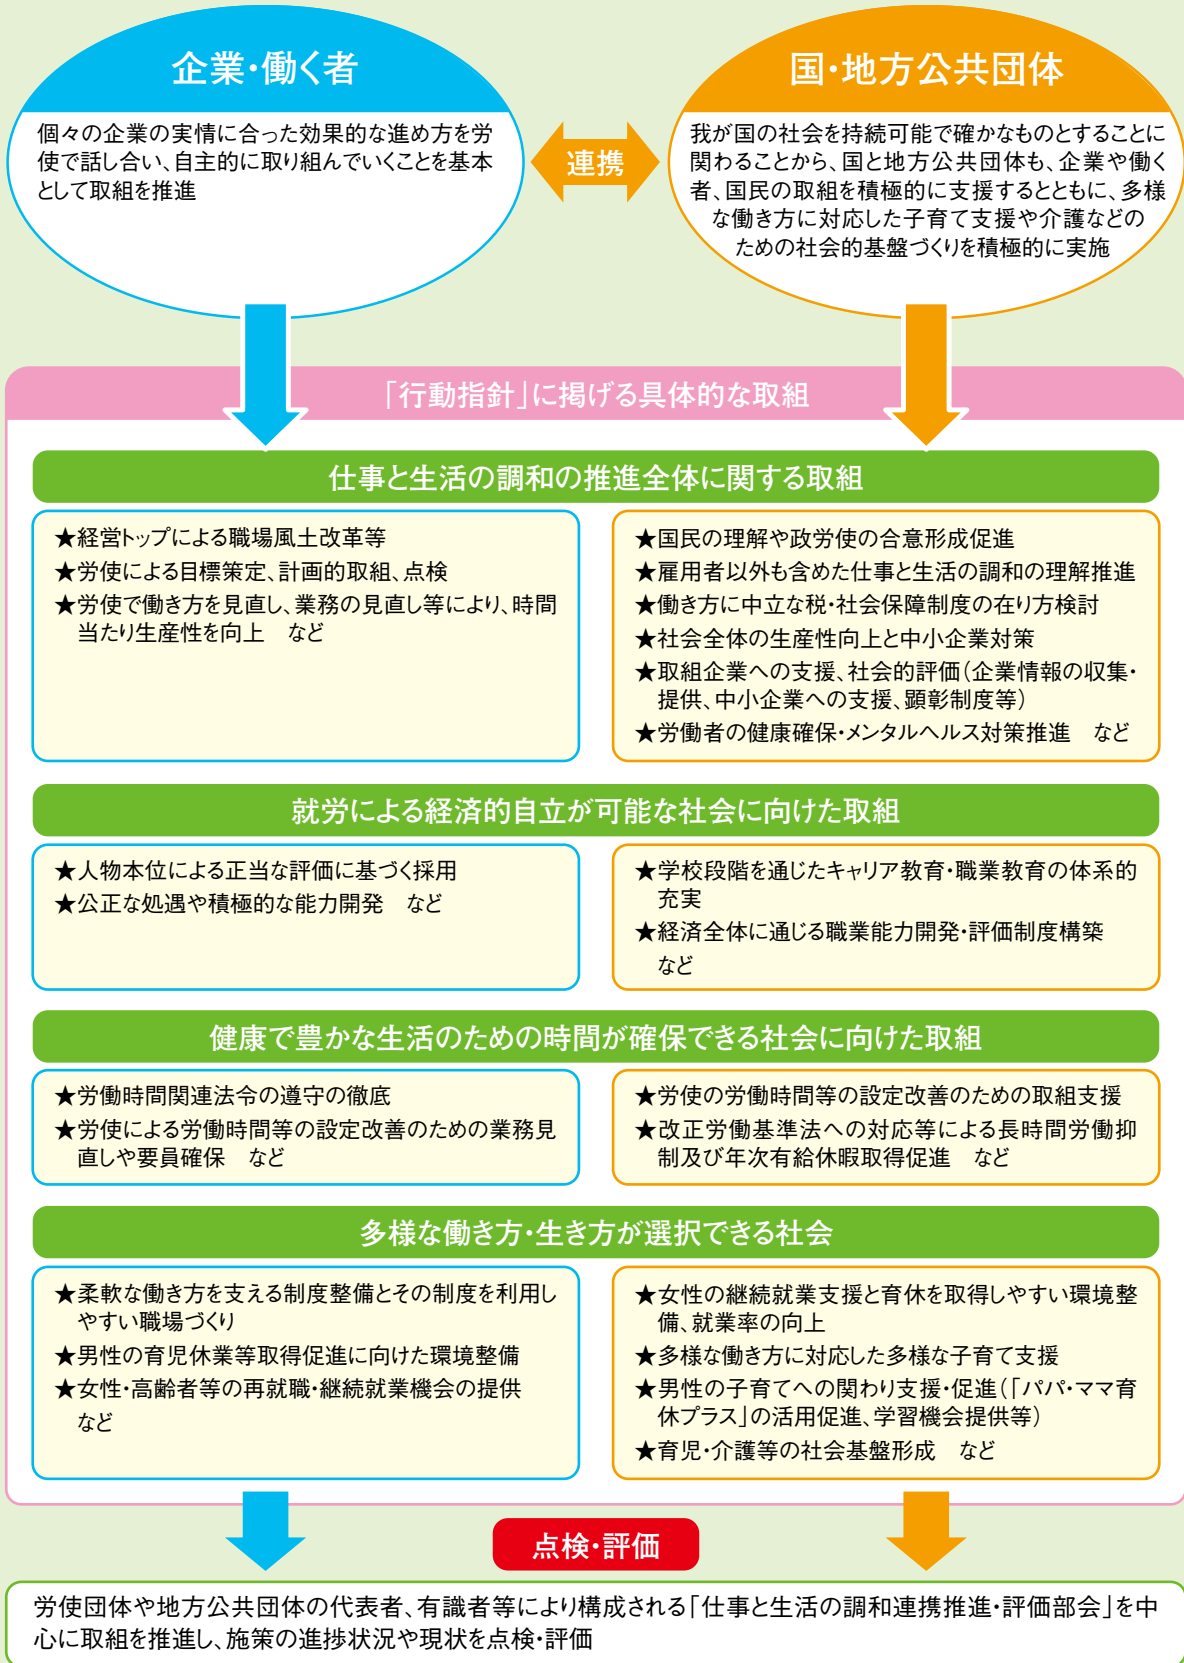 企業・働く者
個々の企業の実情に合った効果的な進め方を労
使で話し合い、自主的に取り組んでいくことを基本
として取組を推進
連携
国・地方公共団体
我が国の社会を持続可能で確かなものとすることに
関わることから、国と地方公共団体も、企業や働く
者、国民の取組を積極的に支援するとともに、多様
な働き方に対応した子育て支援や介護などの
ための社会的基盤づくりを積極的に実施
「行動指針」に掲げる具体的な取組
仕事と生活の調和の推進全体に関する取組
★経営トップによる職場風土改革等
★労使による目標策定、計画的取組、点検
★労使で働き方を見直し、業務の見直し等により、時間
当たり生産性を向上　など
★国民の理解や政労使の合意形成促進
★雇用者以外も含めた仕事と生活の調和の理解推進
★働き方に中立な税・社会保障制度の在り方検討
★社会全体の生産性向上と中小企業対策
★取組企業への支援、社会的評価（企業情報の収集・
提供、中小企業への支援、顕彰制度等）
★労働者の健康確保・メンタルヘルス対策推進　など
就労による経済的自立が可能な社会に向けた取組
★人物本位による正当な評価に基づく採用
★公正な処遇や積極的な能力開発　など
★学校段階を通じたキャリア教育・職業教育の体系的
充実
★経済全体に通じる職業能力開発・評価制度構築
など
健康で豊かな生活のための時間が確保できる社会に向けた取組
★労働時間関連法令の遵守の徹底
★労使による労働時間等の設定改善のための業務見
直しや要員確保　など
★労使の労働時間等の設定改善のための取組支援
★改正労働基準法への対応等による長時間労働抑
制及び年次有給休暇取得促進　など
多様な働き方・生き方が選択できる社会
★柔軟な働き方を支える制度整備とその制度を利用し
やすい職場づくり
★男性の育児休業等取得促進に向けた環境整備
★女性・高齢者等の再就職・継続就業機会の提供
など
★女性の継続就業支援と育休を取得しやすい環境整
備、就業率の向上
★多様な働き方に対応した多様な子育て支援
★男性の子育てへの関わり支援・促進（「パパ・ママ育
休プラス」の活用促進、学習機会提供等）
★育児・介護等の社会基盤形成　など
点検・評価
労使団体や地方公共団体の代表者、有識者等により構成される「仕事と生活の調和連携推進・評価部会」を中
心に取組を推進し、施策の進捗状況や現状を点検・評価